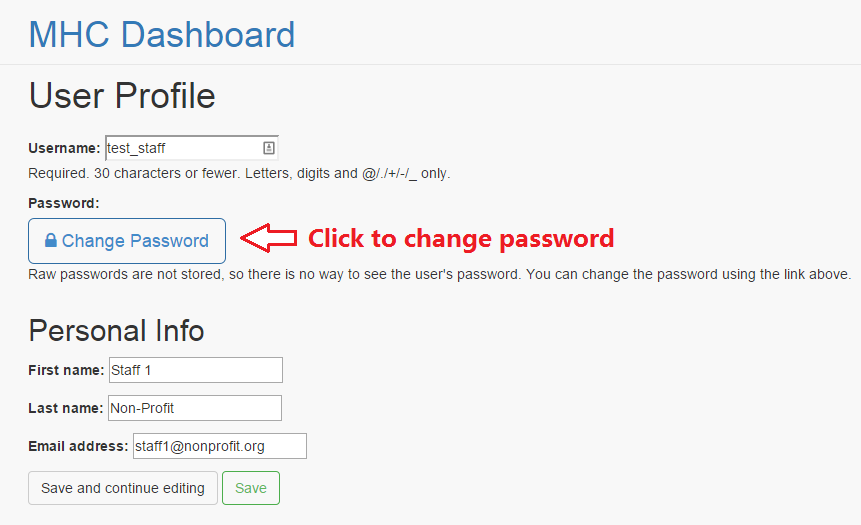 MHC Dashboard
User Profile
Username: test_staff
Required. 30 characters or fewer. Letters, digits and @/./+/-/_ only.
Password:
Change Password
Click to change password
Raw passwords are not stored, so there is no way to see the user's password. You can change the password using the link above.
Personal Info
First name: Staff 1
Last name: Non-Profit
Email address: staff1@nonprofit.org
Save and continue editing Save